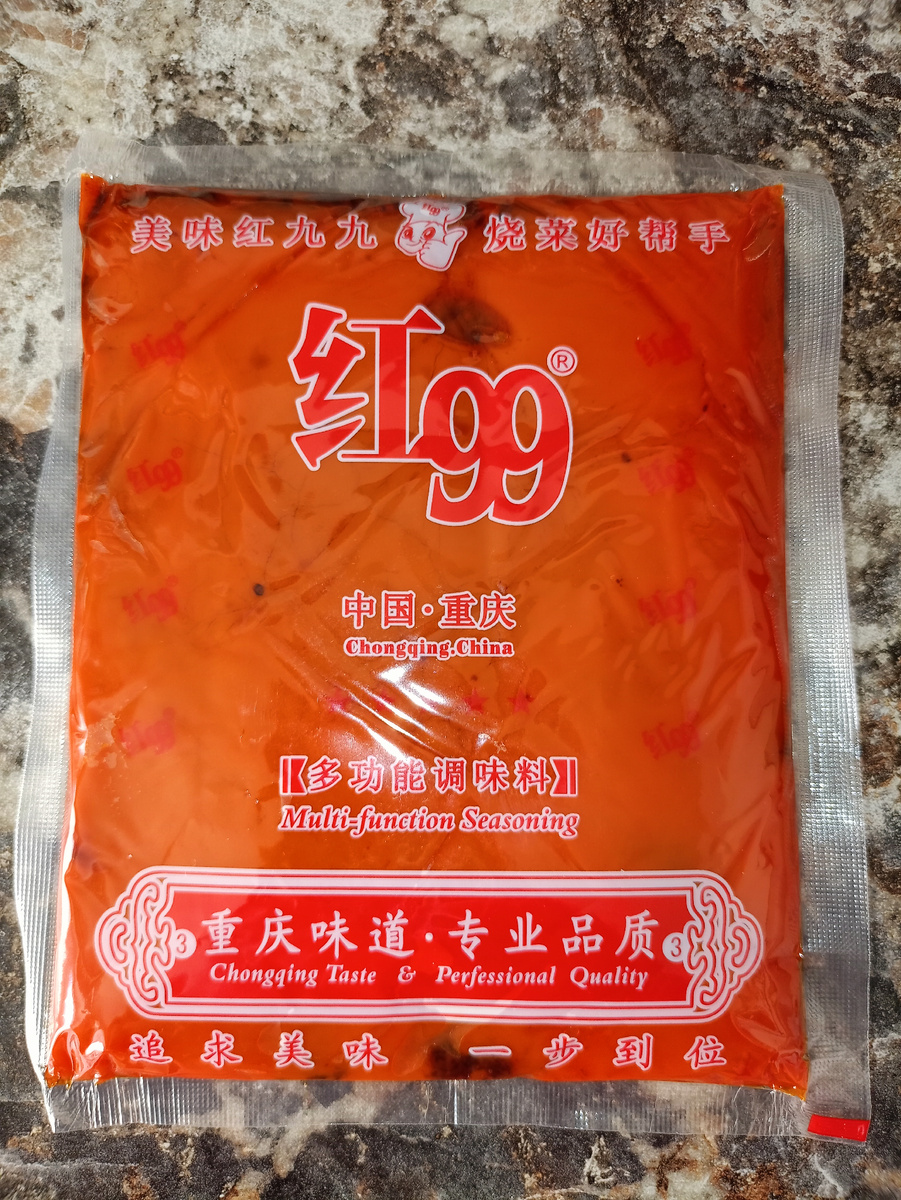 美味红九九 烧菜好帮手
红99®
中国·重庆
Chongqing.China
【多功能调味料】
Multi-function Seasoning
3 重庆味道·专业品质 3
Chongqing Taste & Perfessional Quality
追求美味 一步到位